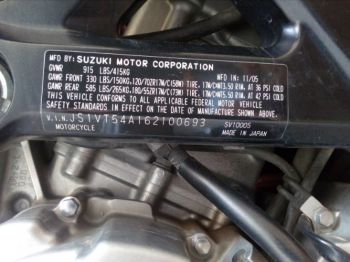 MFD BY: SUZUKI MOTOR CORPORATION
GVWR 915 LBS/415KG MFD IN: 11/05
GAWR FRONT 330 LBS/150KG,120/70ZR17M/C(58W) TIRE, 17M/CxMT3.50 RIM, AT 36 PSI COLD
GAWR REAR 585 LBS/265KG,180/55ZR17M/C(73W) TIRE, 17M/CxMT5.50 RIM, AT 42 PSI COLD
THIS VEHICLE CONFORMS TO ALL APPLICABLE FEDERAL MOTOR VEHICLE
SAFETY STANDARDS IN EFFECT ON THE DATE OF MANUFACTURE SHOWN ABOVE.
V.I.N. JS1VT54A162100693 SV1000S
MOTORCYCLE MADE IN JAPAN